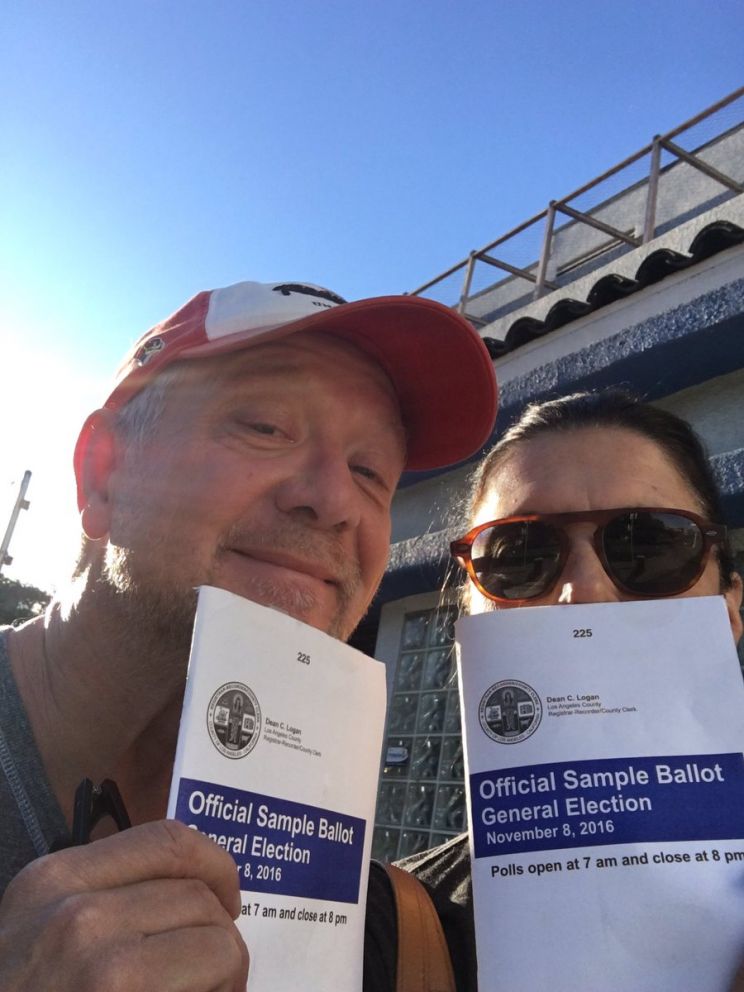 225
Dean C. Logan
Los Angeles County
Registrar-Recorder/County Clerk
Official Sample Ballot
General Election
8, 2016
at 7 am and close at 8 pm
225
Dean C. Logan
Los Angeles County
Registrar-Recorder/County Clerk
Official Sample Ballot
General Election
November 8, 2016
Polls open at 7 am and close at 8 pm